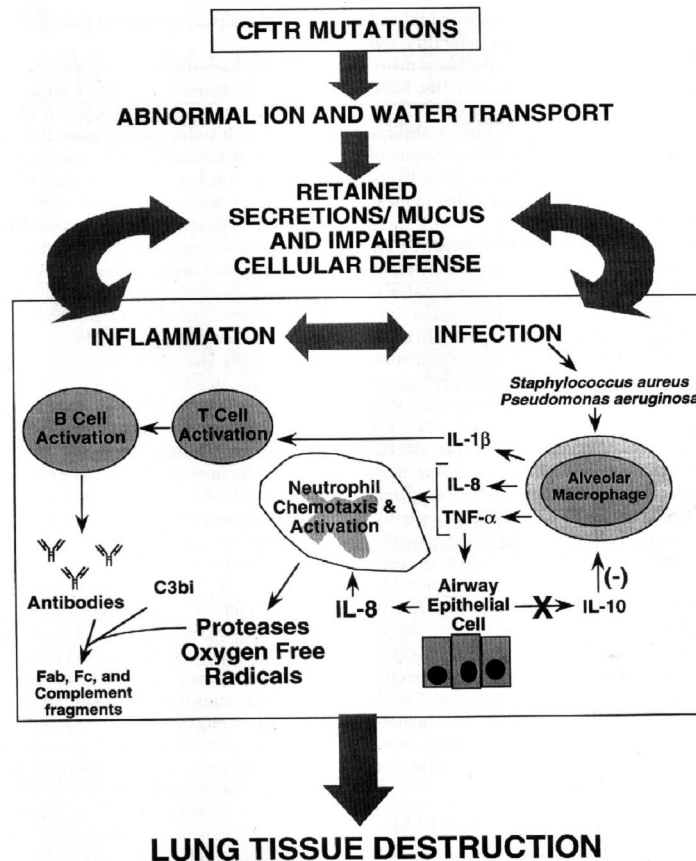 CFTR MUTATIONS
ABNORMAL ION AND WATER TRANSPORT
RETAINED
SECRETIONS/ MUCUS
AND IMPAIRED
CELLULAR DEFENSE
INFLAMMATION
INFECTION
Staphylococcus aureus
Pseudomonas aeruginosa
B Cell
Activation
T Cell
Activation
IL-1β
Neutrophil
Chemotaxis &
Activation
IL-8
TNF-α
Alveolar
Macrophage
Antibodies
C3bi
IL-8
Airway
Epithelial
Cell
X
IL-10
(-)
Proteases
Oxygen Free
Radicals
Fab, Fc, and
Complement
fragments
LUNG TISSUE DESTRUCTION